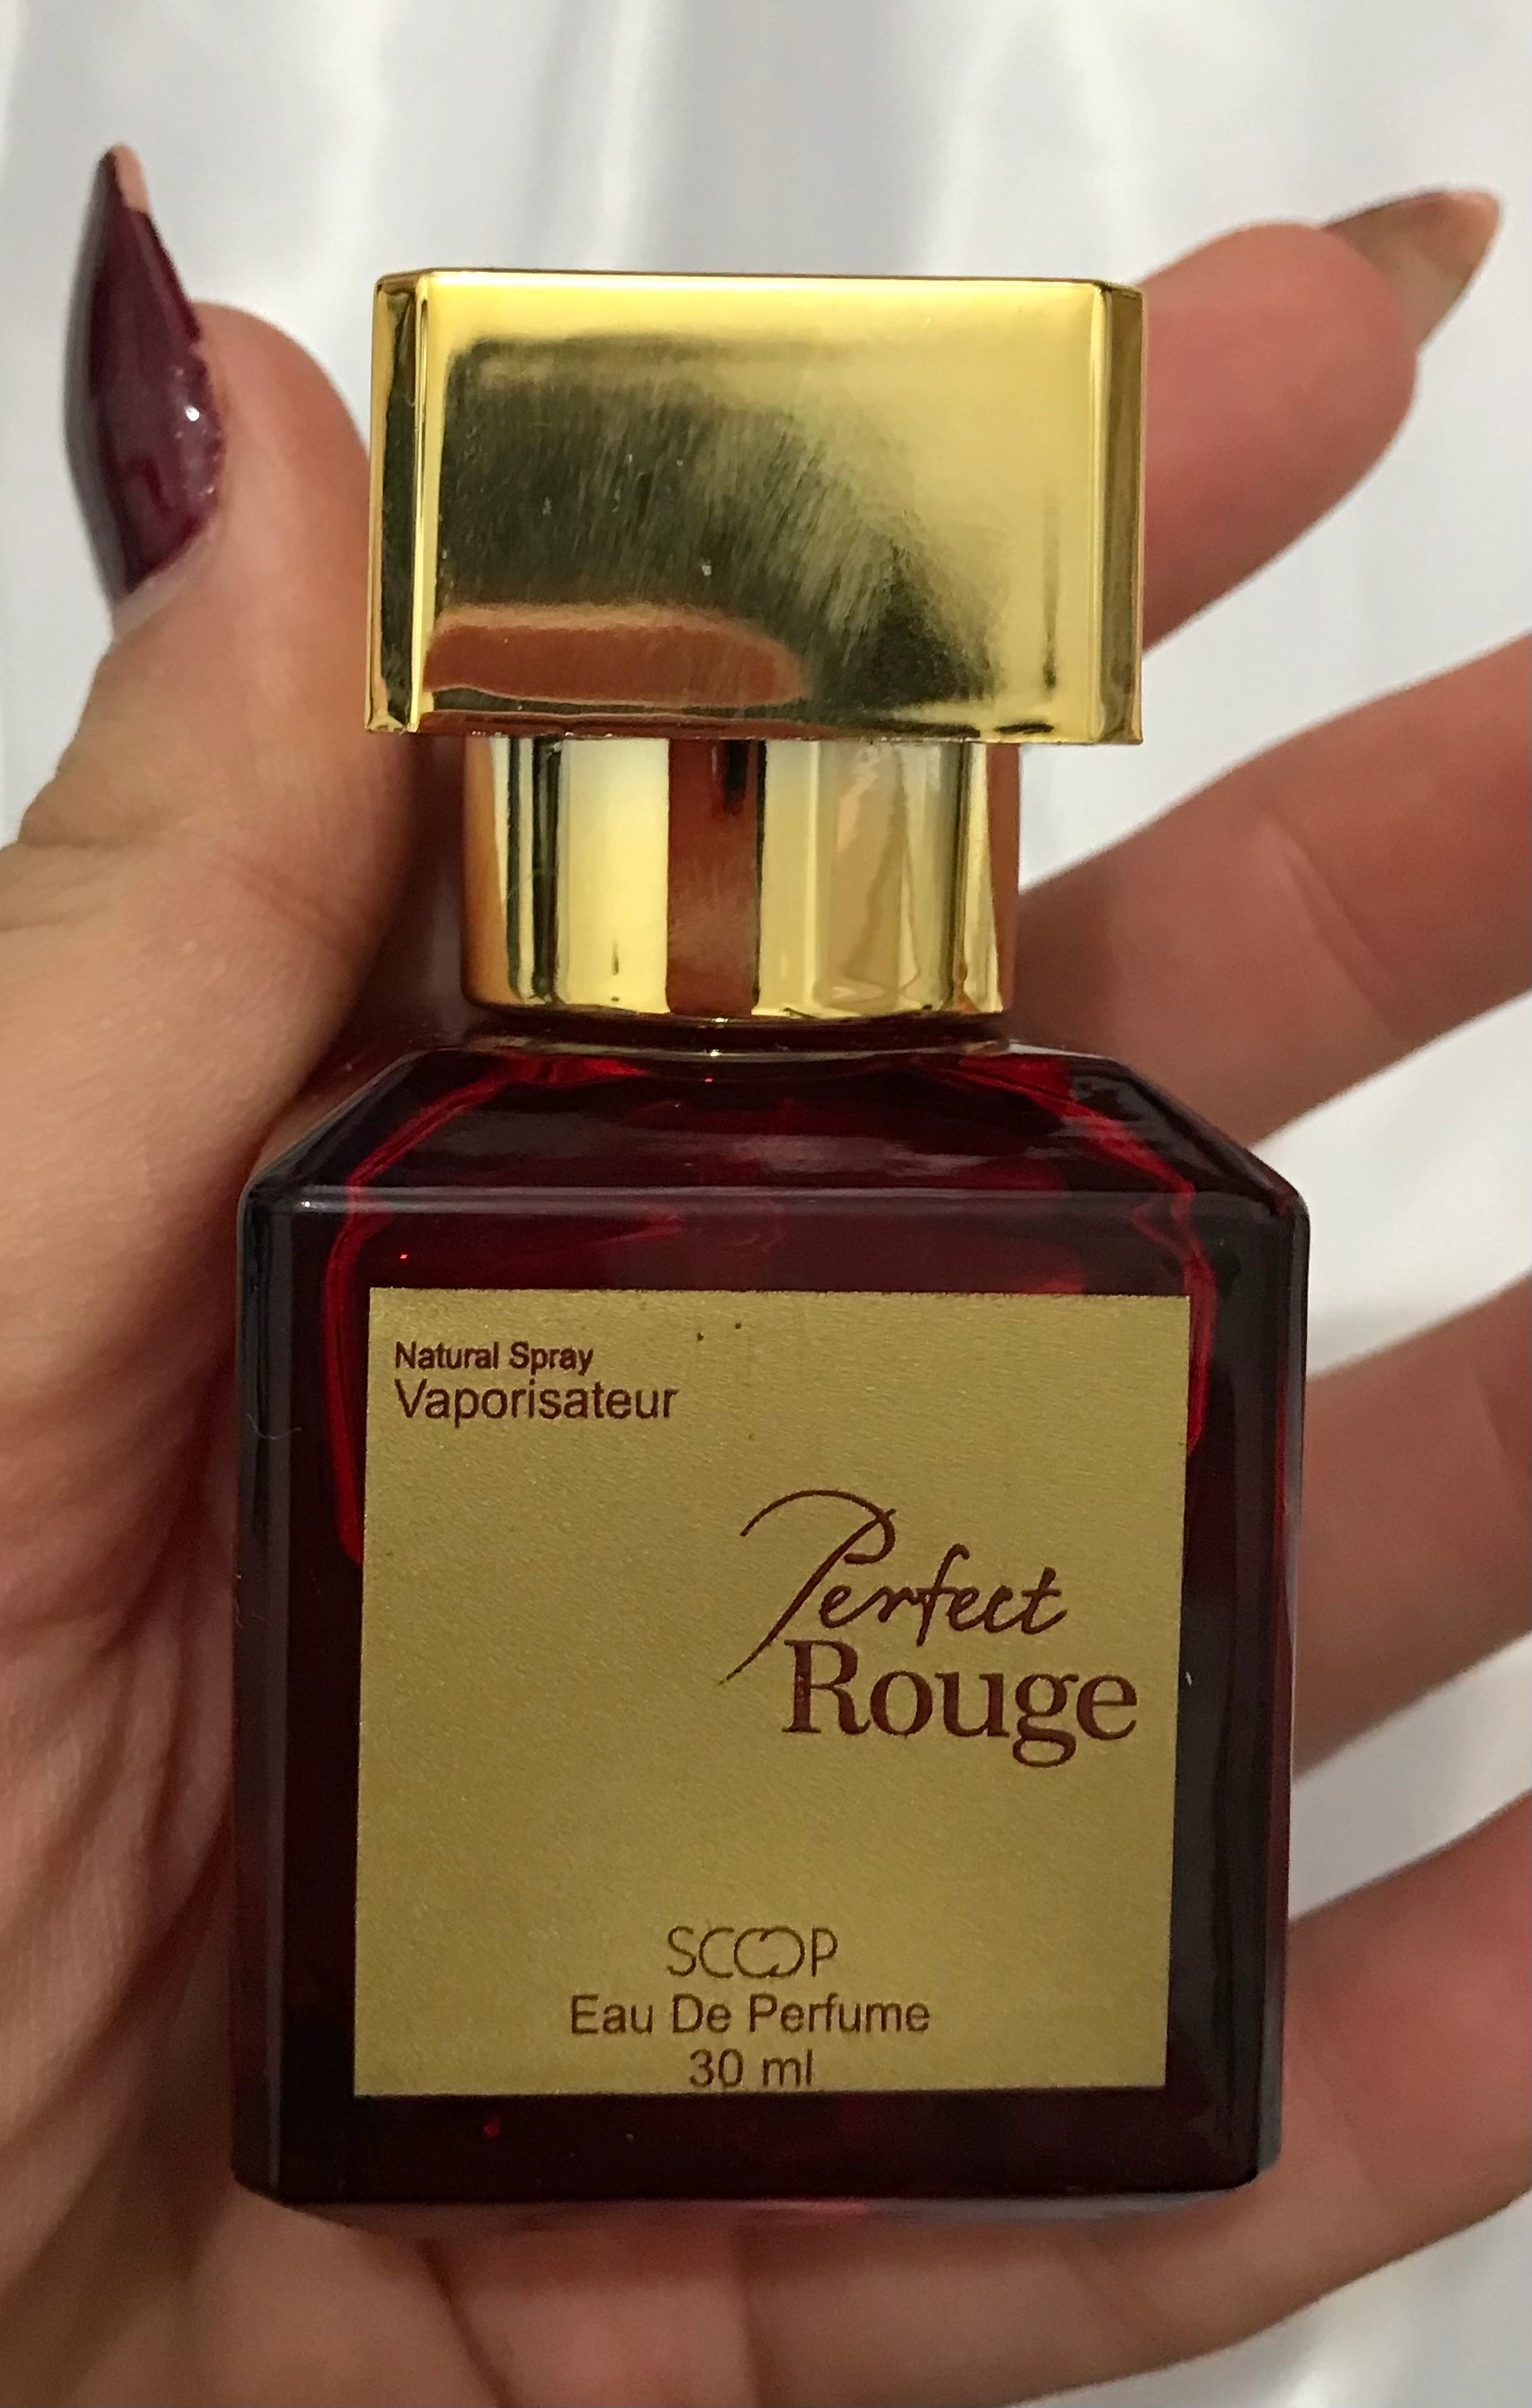 Natural Spray
Vaporisateur
Perfect
Rouge
SCOOP
Eau De Perfume
30 ml